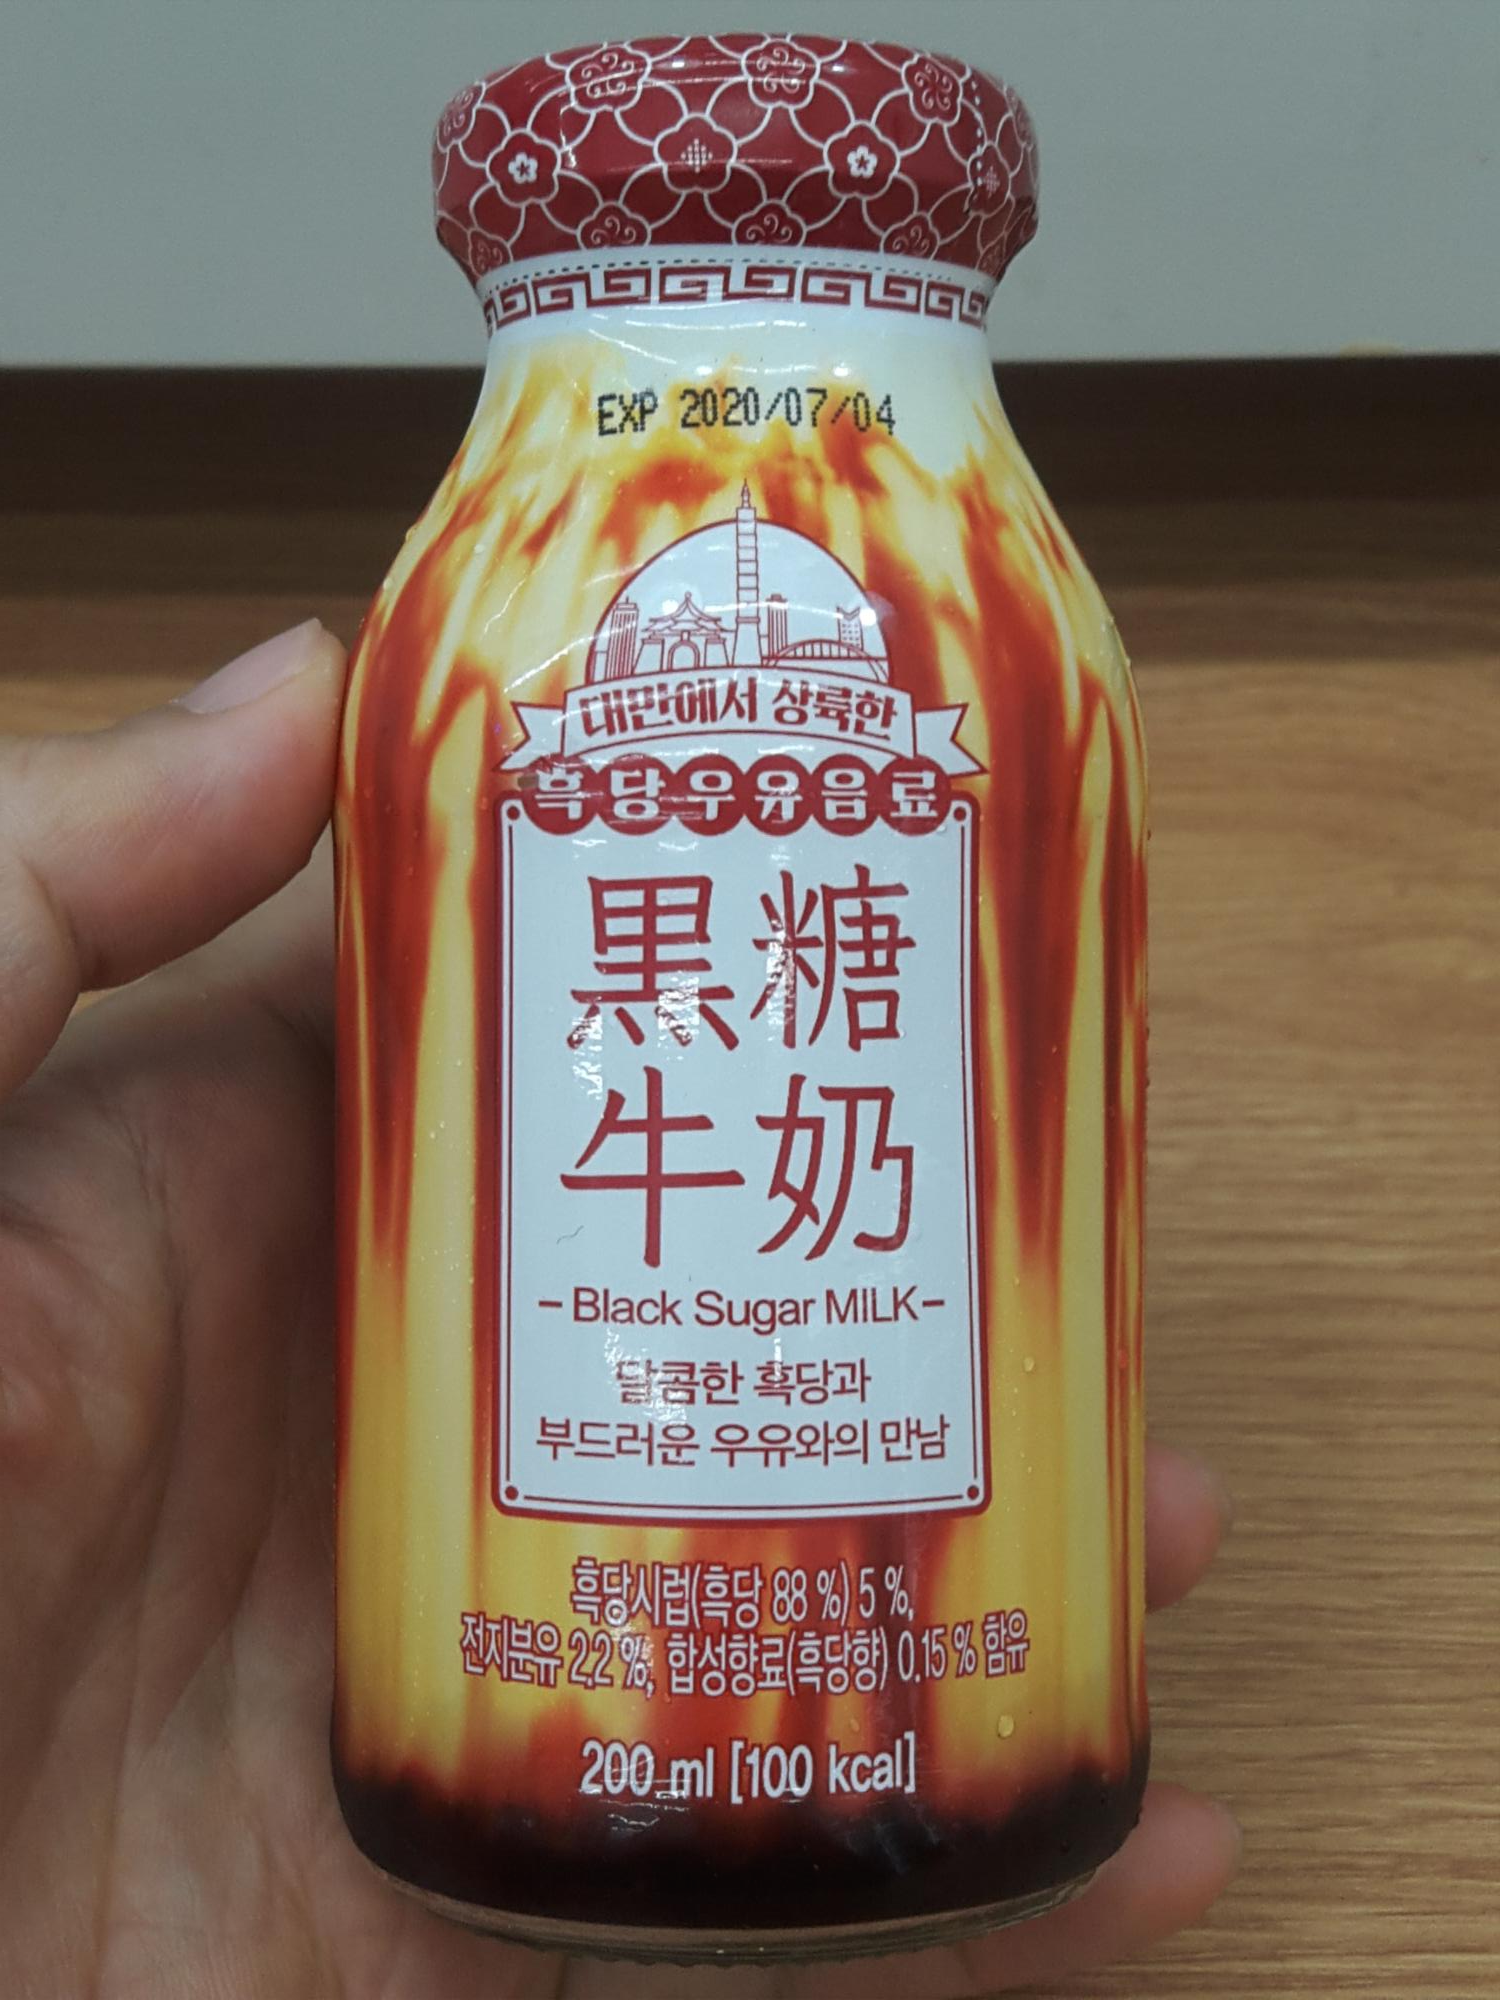 EXP 2020/07/04
대만에서 상륙한
흑당우유음료
黑糖
牛奶
-Black Sugar MILK-
달콤한 흑당과
부드러운 우유와의 만남
흑당시럽(흑당 88 %) 5 %,
전지분유 2.2 %, 합성향료(흑당향) 0.15 % 함유
200 ml [100 kcal]